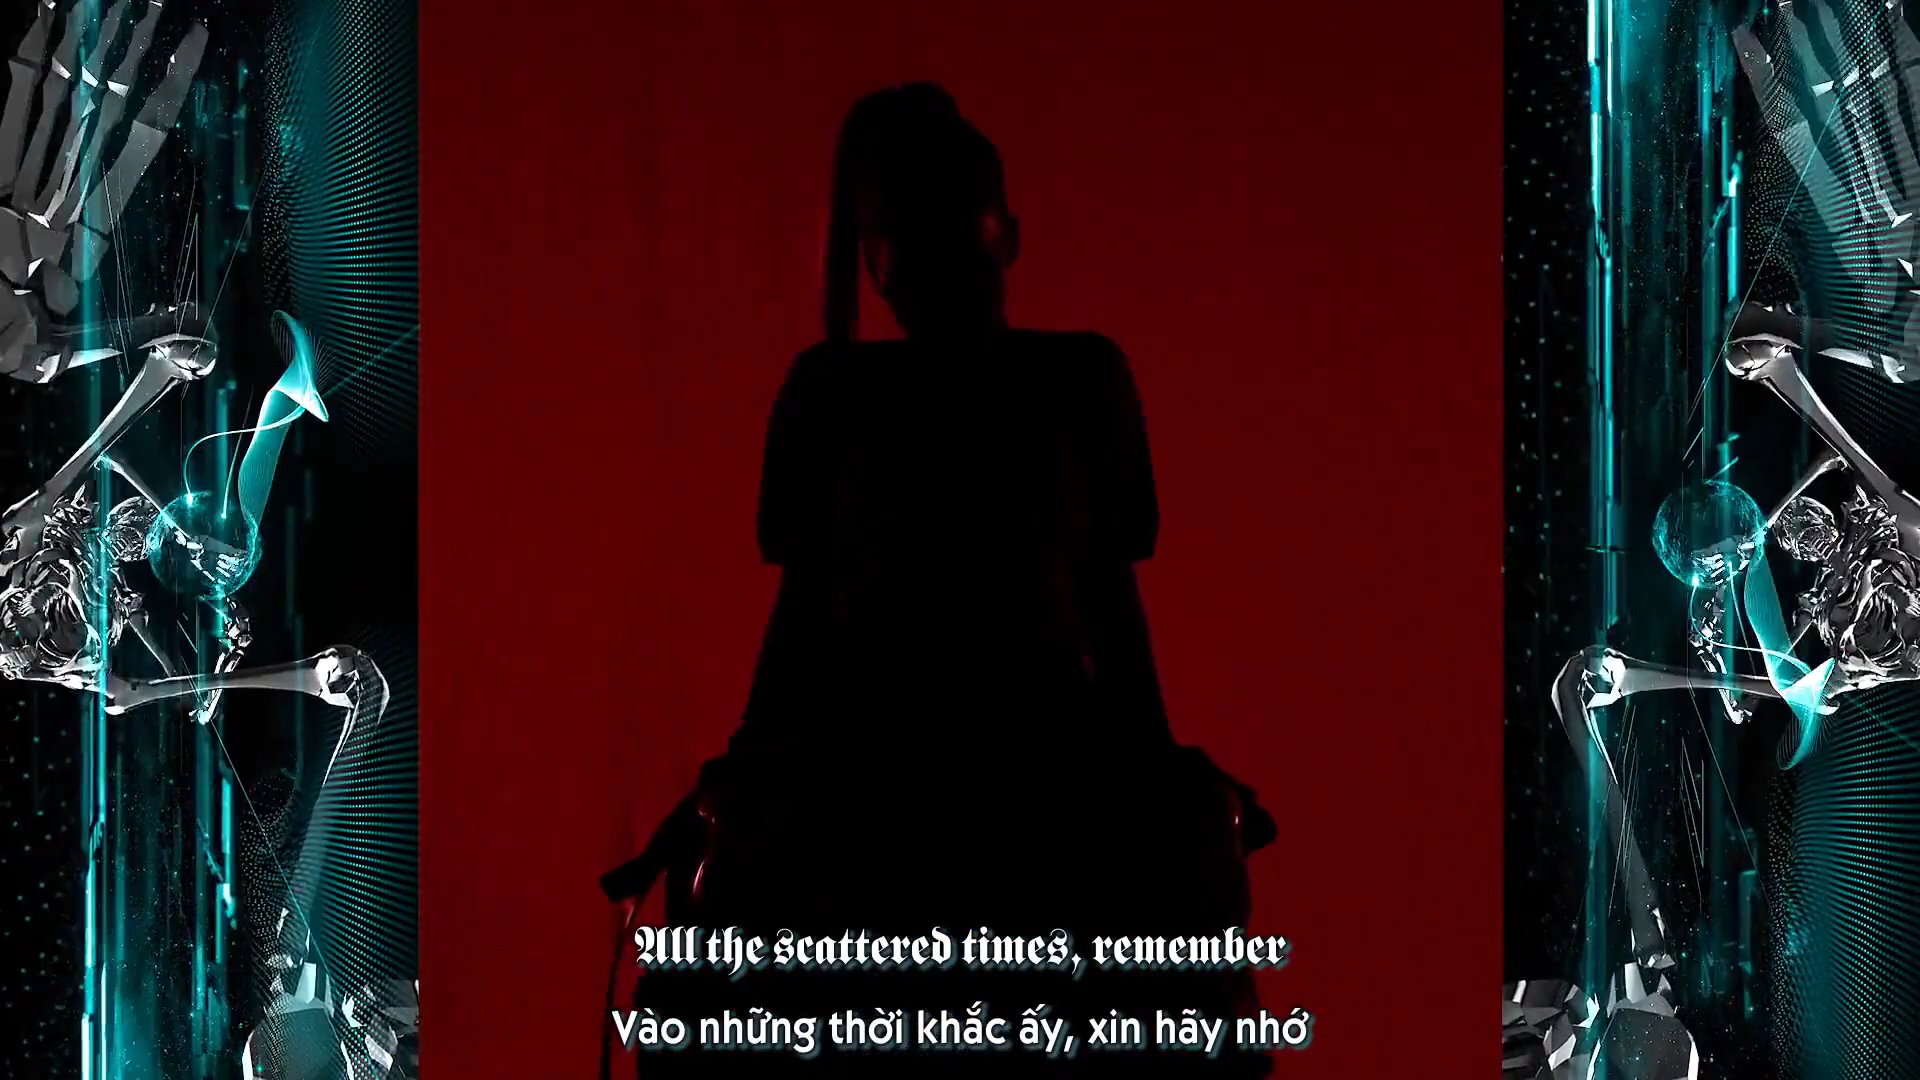 All the scattered times, remember
Vào những thời khắc ấy, xin hãy nhớ